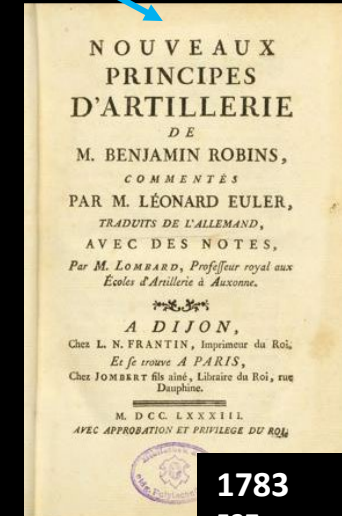 NOUVEAUX
PRINCIPES
D'ARTILLERIE
DE
M. BENJAMIN ROBINS,
COMMENTÉS
PAR M. LÉONARD EULER,
TRADUITS DE L'ALLEMAND,
AVEC DES NOTES,
Par M. LOMBARD, Professeur royal aux
Écoles d'Artillerie à Auxonne.
A DIJON,
Chez L. N. FRANTIN, Imprimeur du Roi,
Et se trouve A PARIS,
Chez JOMBERT fils aîné, Libraire du Roi, rue
Dauphine.
M. DCC. LXXXIII.
AVEC APPROBATION ET PRIVILEGE DU ROI.
1783